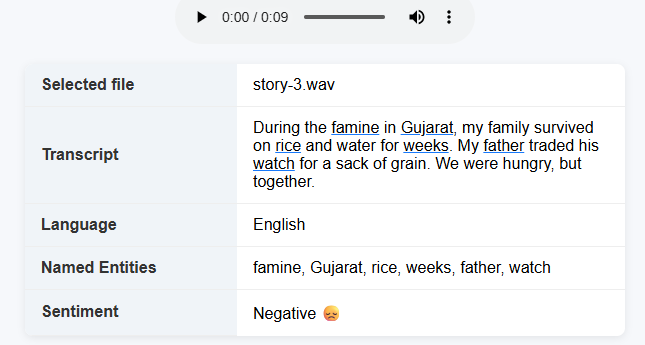 0:00 / 0:09
Selected file
story-3.wav
Transcript
During the famine in Gujarat, my family survived
on rice and water for weeks. My father traded his
watch for a sack of grain. We were hungry, but
together.
Language
English
Named Entities
famine, Gujarat, rice, weeks, father, watch
Sentiment
Negative 😞